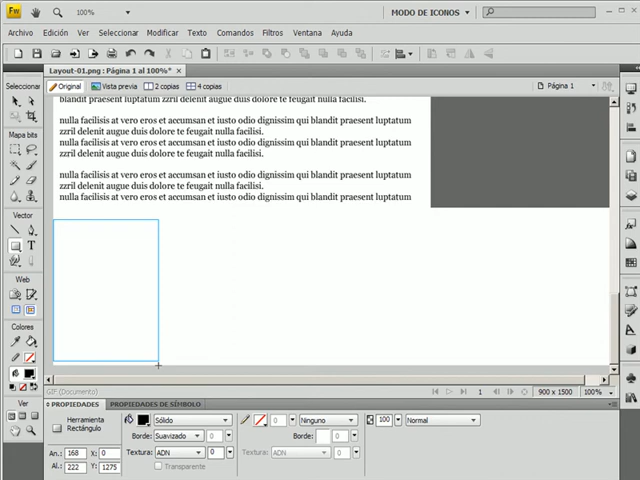 Fw
100%
MODO DE ICONOS
Archivo Edición Ver Seleccionar Modificar Texto Comandos Filtros Ventana Ayuda
Layout-01.png : Página 1 al 100%*
Original Vista previa 2 copias 4 copias Página 1
Seleccionar
Mapa bits
Vector
Web
Colores
Ver
blandit praesent luptatum zzril delenit augue duis dolore te feugait nulla facilisi.
nulla facilisis at vero eros et accumsan et iusto odio dignissim qui blandit praesent luptatum
zzril delenit augue duis dolore te feugait nulla facilisi.
nulla facilisis at vero eros et accumsan et iusto odio dignissim qui blandit praesent luptatum
zzril delenit augue duis dolore te feugait nulla facilisi.
nulla facilisis at vero eros et accumsan et iusto odio dignissim qui blandit praesent luptatum
zzril delenit augue duis dolore te feugait nulla facilisi.
nulla facilisis at vero eros et accumsan et iusto odio dignissim qui blandit praesent luptatum
GIF (Documento) 1 900 x 1500 100%
PROPIEDADES PROPIEDADES DE SÍMBOLO
Herramienta
Rectángulo
Sólido 0 Ninguno 100 Normal
Borde: Suavizado 0 Borde:
An.: 168 X: 0 Textura: ADN 0 Textura: ADN 0
Al.: 222 Y: 1275 Transparente